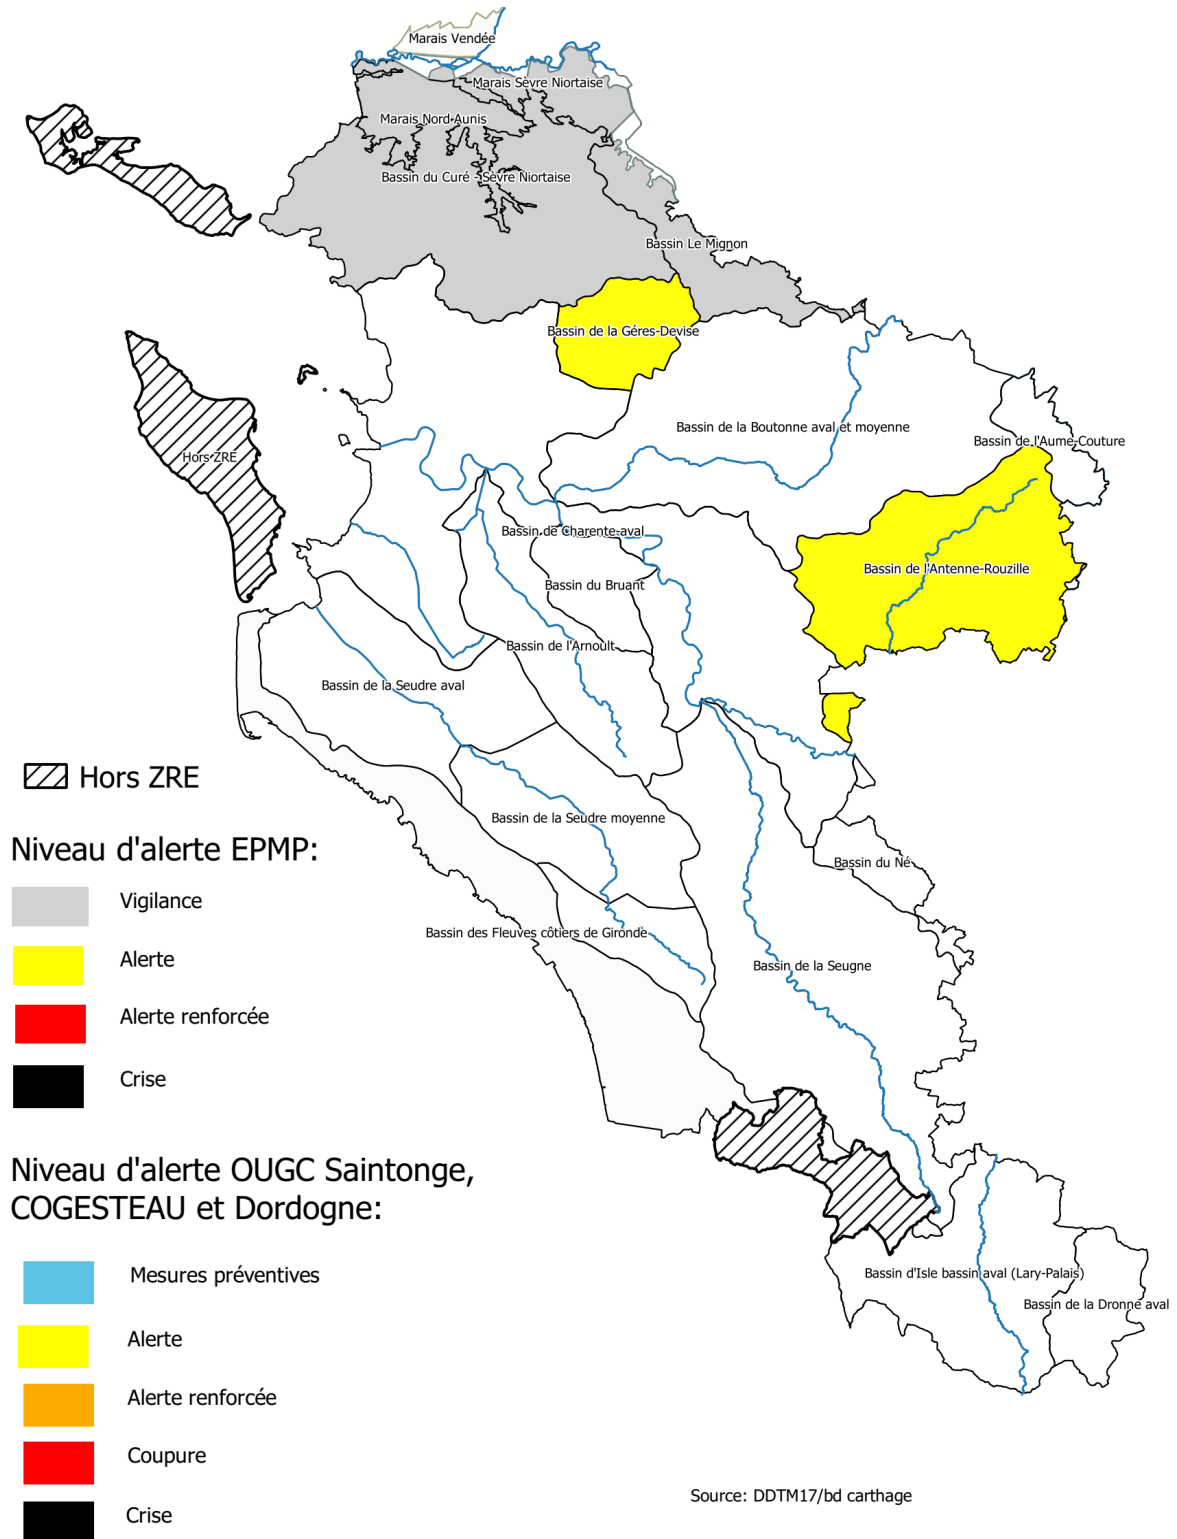 Marais Vendée
Marais Sèvre Niortaise
Marais Nord Aunis
Bassin du Curé - Sèvre Niortaise
Bassin Le Mignon
Bassin de la Géres-Devise
Bassin de la Boutonne aval et moyenne
Bassin de l'Aume-Couture
Hors ZRE
Bassin de Charente-aval
Bassin de l'Antenne-Rouzille
Bassin du Bruant
Bassin de l'Arnoult
Bassin de la Seudre aval
Hors ZRE
Bassin de la Seudre moyenne
Niveau d'alerte EPMP:
Bassin du Né
Vigilance
Bassin des Fleuves côtiers de Gironde
Alerte
Bassin de la Seugne
Alerte renforcée
Crise
Niveau d'alerte OUGC Saintonge,
COGESTEAU et Dordogne:
Mesures préventives
Bassin d'Isle bassin aval (Lary-Palais)
Bassin de la Dronne aval
Alerte
Alerte renforcée
Coupure
Source: DDTM17/bd carthage
Crise